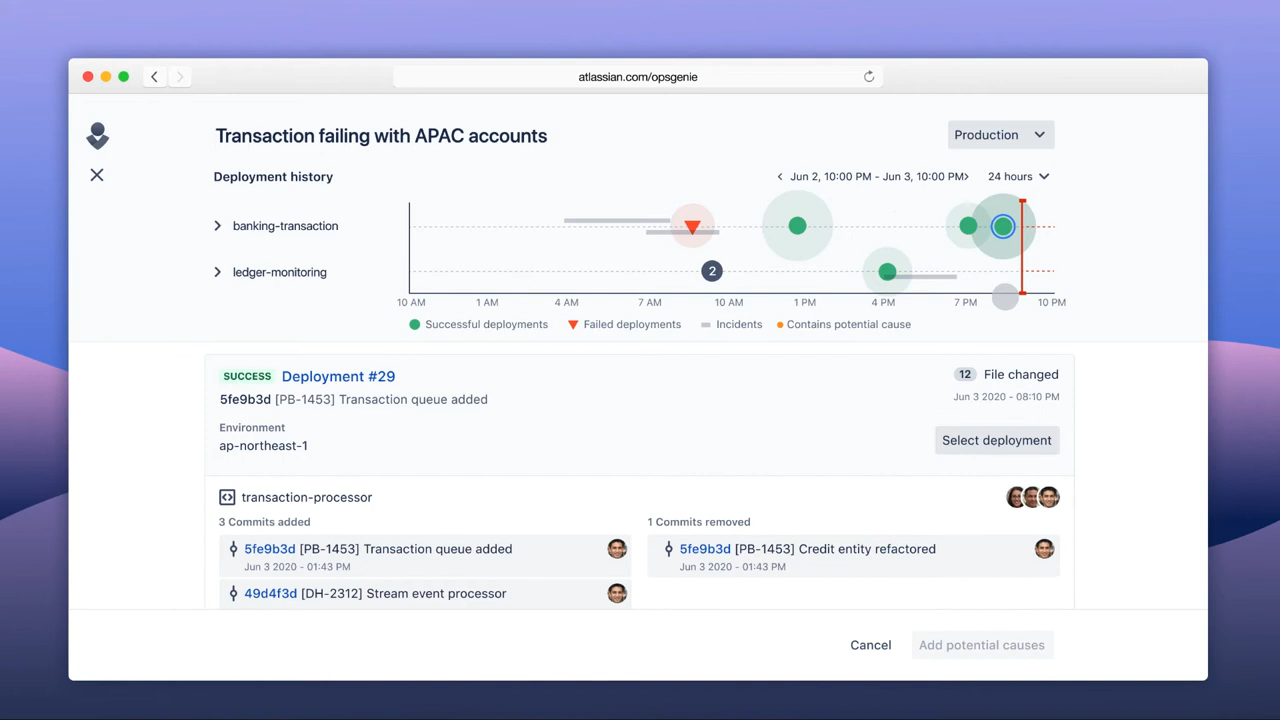 atlassian.com/opsgenie
Transaction failing with APAC accounts
Production
Deployment history
Jun 2, 10:00 PM - Jun 3, 10:00 PM
24 hours
banking-transaction
ledger-monitoring
2
10 AM 1 AM 4 AM 7 AM 10 AM 1 PM 4 PM 7 PM 10 PM
Successful deployments Failed deployments Incidents Contains potential cause
SUCCESS Deployment #29
12 File changed
5fe9b3d [PB-1453] Transaction queue added
Jun 3 2020 - 08:10 PM
Environment
ap-northeast-1
Select deployment
transaction-processor
3 Commits added
1 Commits removed
5fe9b3d [PB-1453] Transaction queue added
Jun 3 2020 - 01:43 PM
5fe9b3d [PB-1453] Credit entity refactored
Jun 3 2020 - 01:43 PM
49d4f3d [DH-2312] Stream event processor
Cancel
Add potential causes